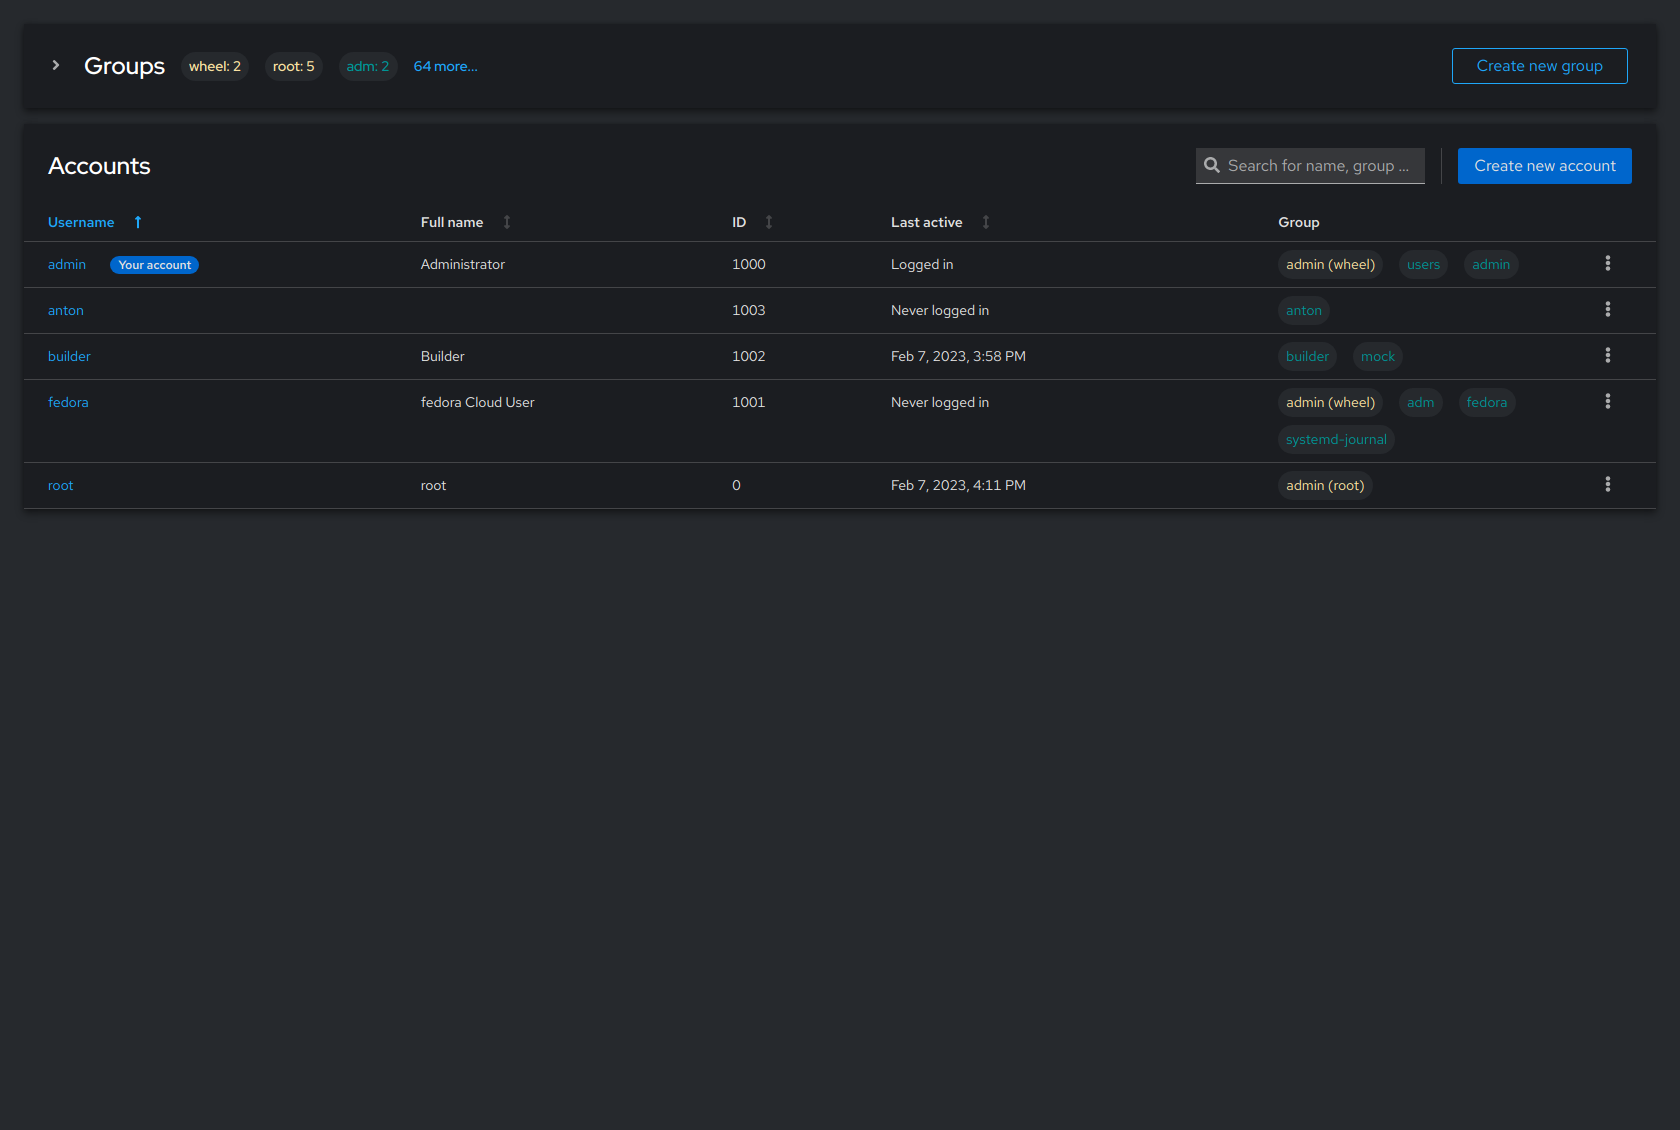 Groups wheel: 2 root: 5 adm: 2 64 more... Create new group
Accounts Search for name, group ... Create new account
Username Full name ID Last active Group
admin Your account Administrator 1000 Logged in admin (wheel) users admin
anton 1003 Never logged in anton
builder Builder 1002 Feb 7, 2023, 3:58 PM builder mock
fedora fedora Cloud User 1001 Never logged in admin (wheel) adm fedora
systemd-journal
root root 0 Feb 7, 2023, 4:11 PM admin (root)